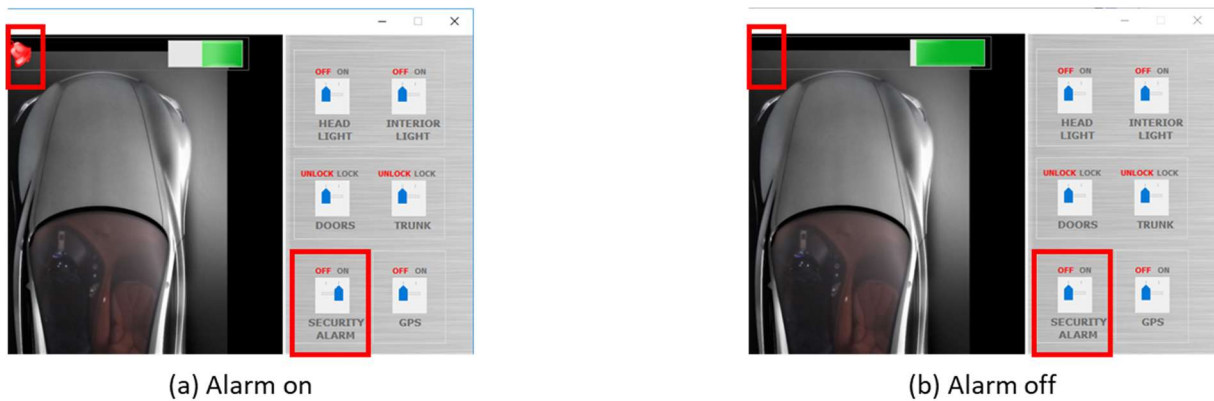 OFF ON OFF ON
HEAD LIGHT INTERIOR LIGHT
UNLOCK LOCK UNLOCK LOCK
DOORS TRUNK
OFF ON OFF ON
SECURITY ALARM GPS
(a) Alarm on
OFF ON OFF ON
HEAD LIGHT INTERIOR LIGHT
UNLOCK LOCK UNLOCK LOCK
DOORS TRUNK
OFF ON OFF ON
SECURITY ALARM GPS
(b) Alarm off